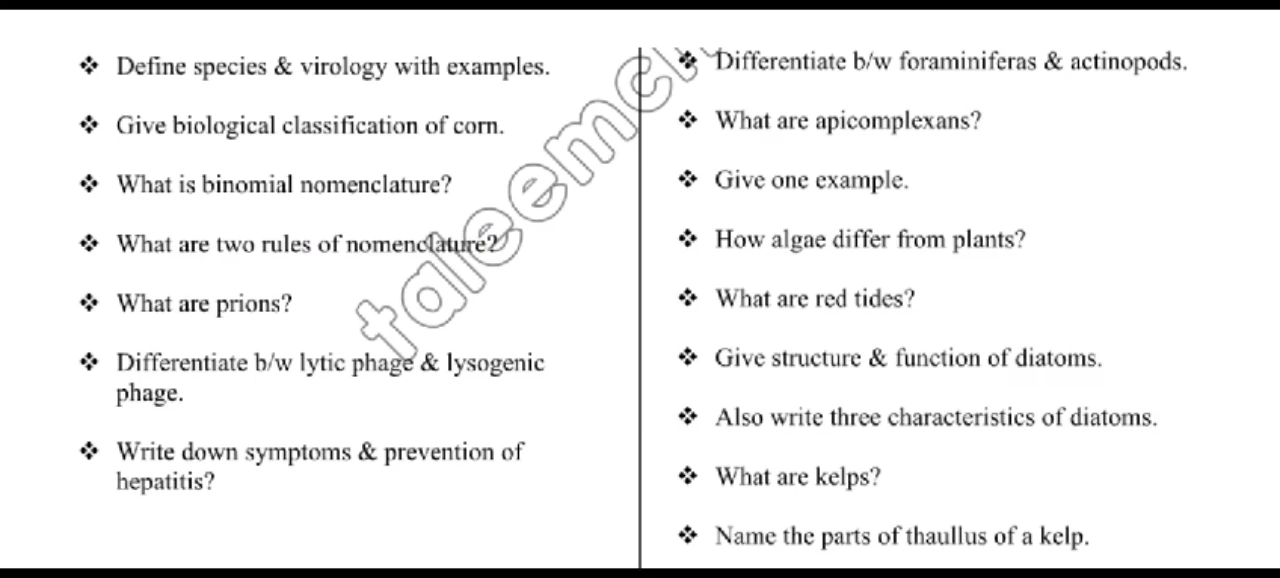 ❖ Define species & virology with examples.
❖ Give biological classification of corn.
❖ What is binomial nomenclature?
❖ What are two rules of nomenclature?
❖ What are prions?
❖ Differentiate b/w lytic phage & lysogenic
phage.
❖ Write down symptoms & prevention of
hepatitis?
❖ Differentiate b/w foraminiferas & actinopods.
❖ What are apicomplexans?
❖ Give one example.
❖ How algae differ from plants?
❖ What are red tides?
❖ Give structure & function of diatoms.
❖ Also write three characteristics of diatoms.
❖ What are kelps?
❖ Name the parts of thaullus of a kelp.